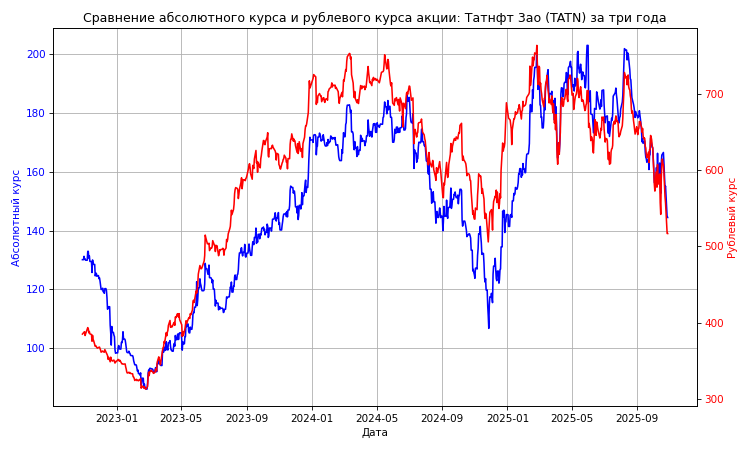 Сравнение абсолютного курса и рублевого курса акции: Татнфт 3ао (TATN) за три года
200
180
160
140
120
100
Абсолютный курс
700
600
500
400
300
Рублевый курс
2023-01 2023-05 2023-09 2024-01 2024-05 2024-09 2025-01 2025-05 2025-09
Дата